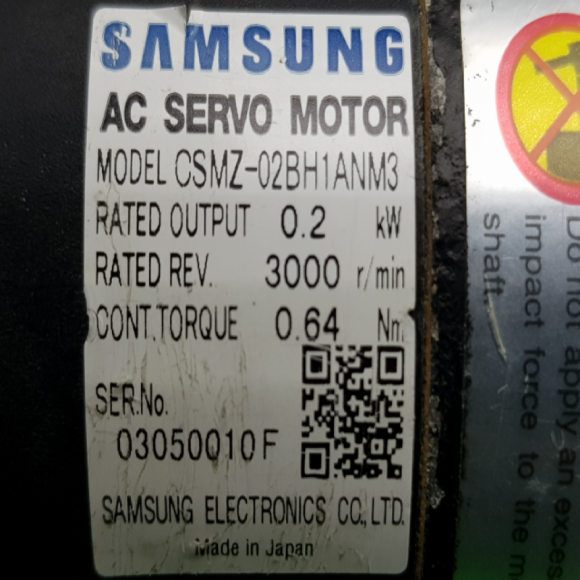 SAMSUNG
AC SERVO MOTOR
MODEL CSMZ-02BH1ANM3
RATED OUTPUT 0.2 kW
RATED REV. 3000 r/min
CONT.TORQUE 0.64 Nm
SER.No.
03050Q10F
SAMSUNG ELECTRONICS CO., LTD.
Made in Japan
Do not apply an
impact force to the
shaft.